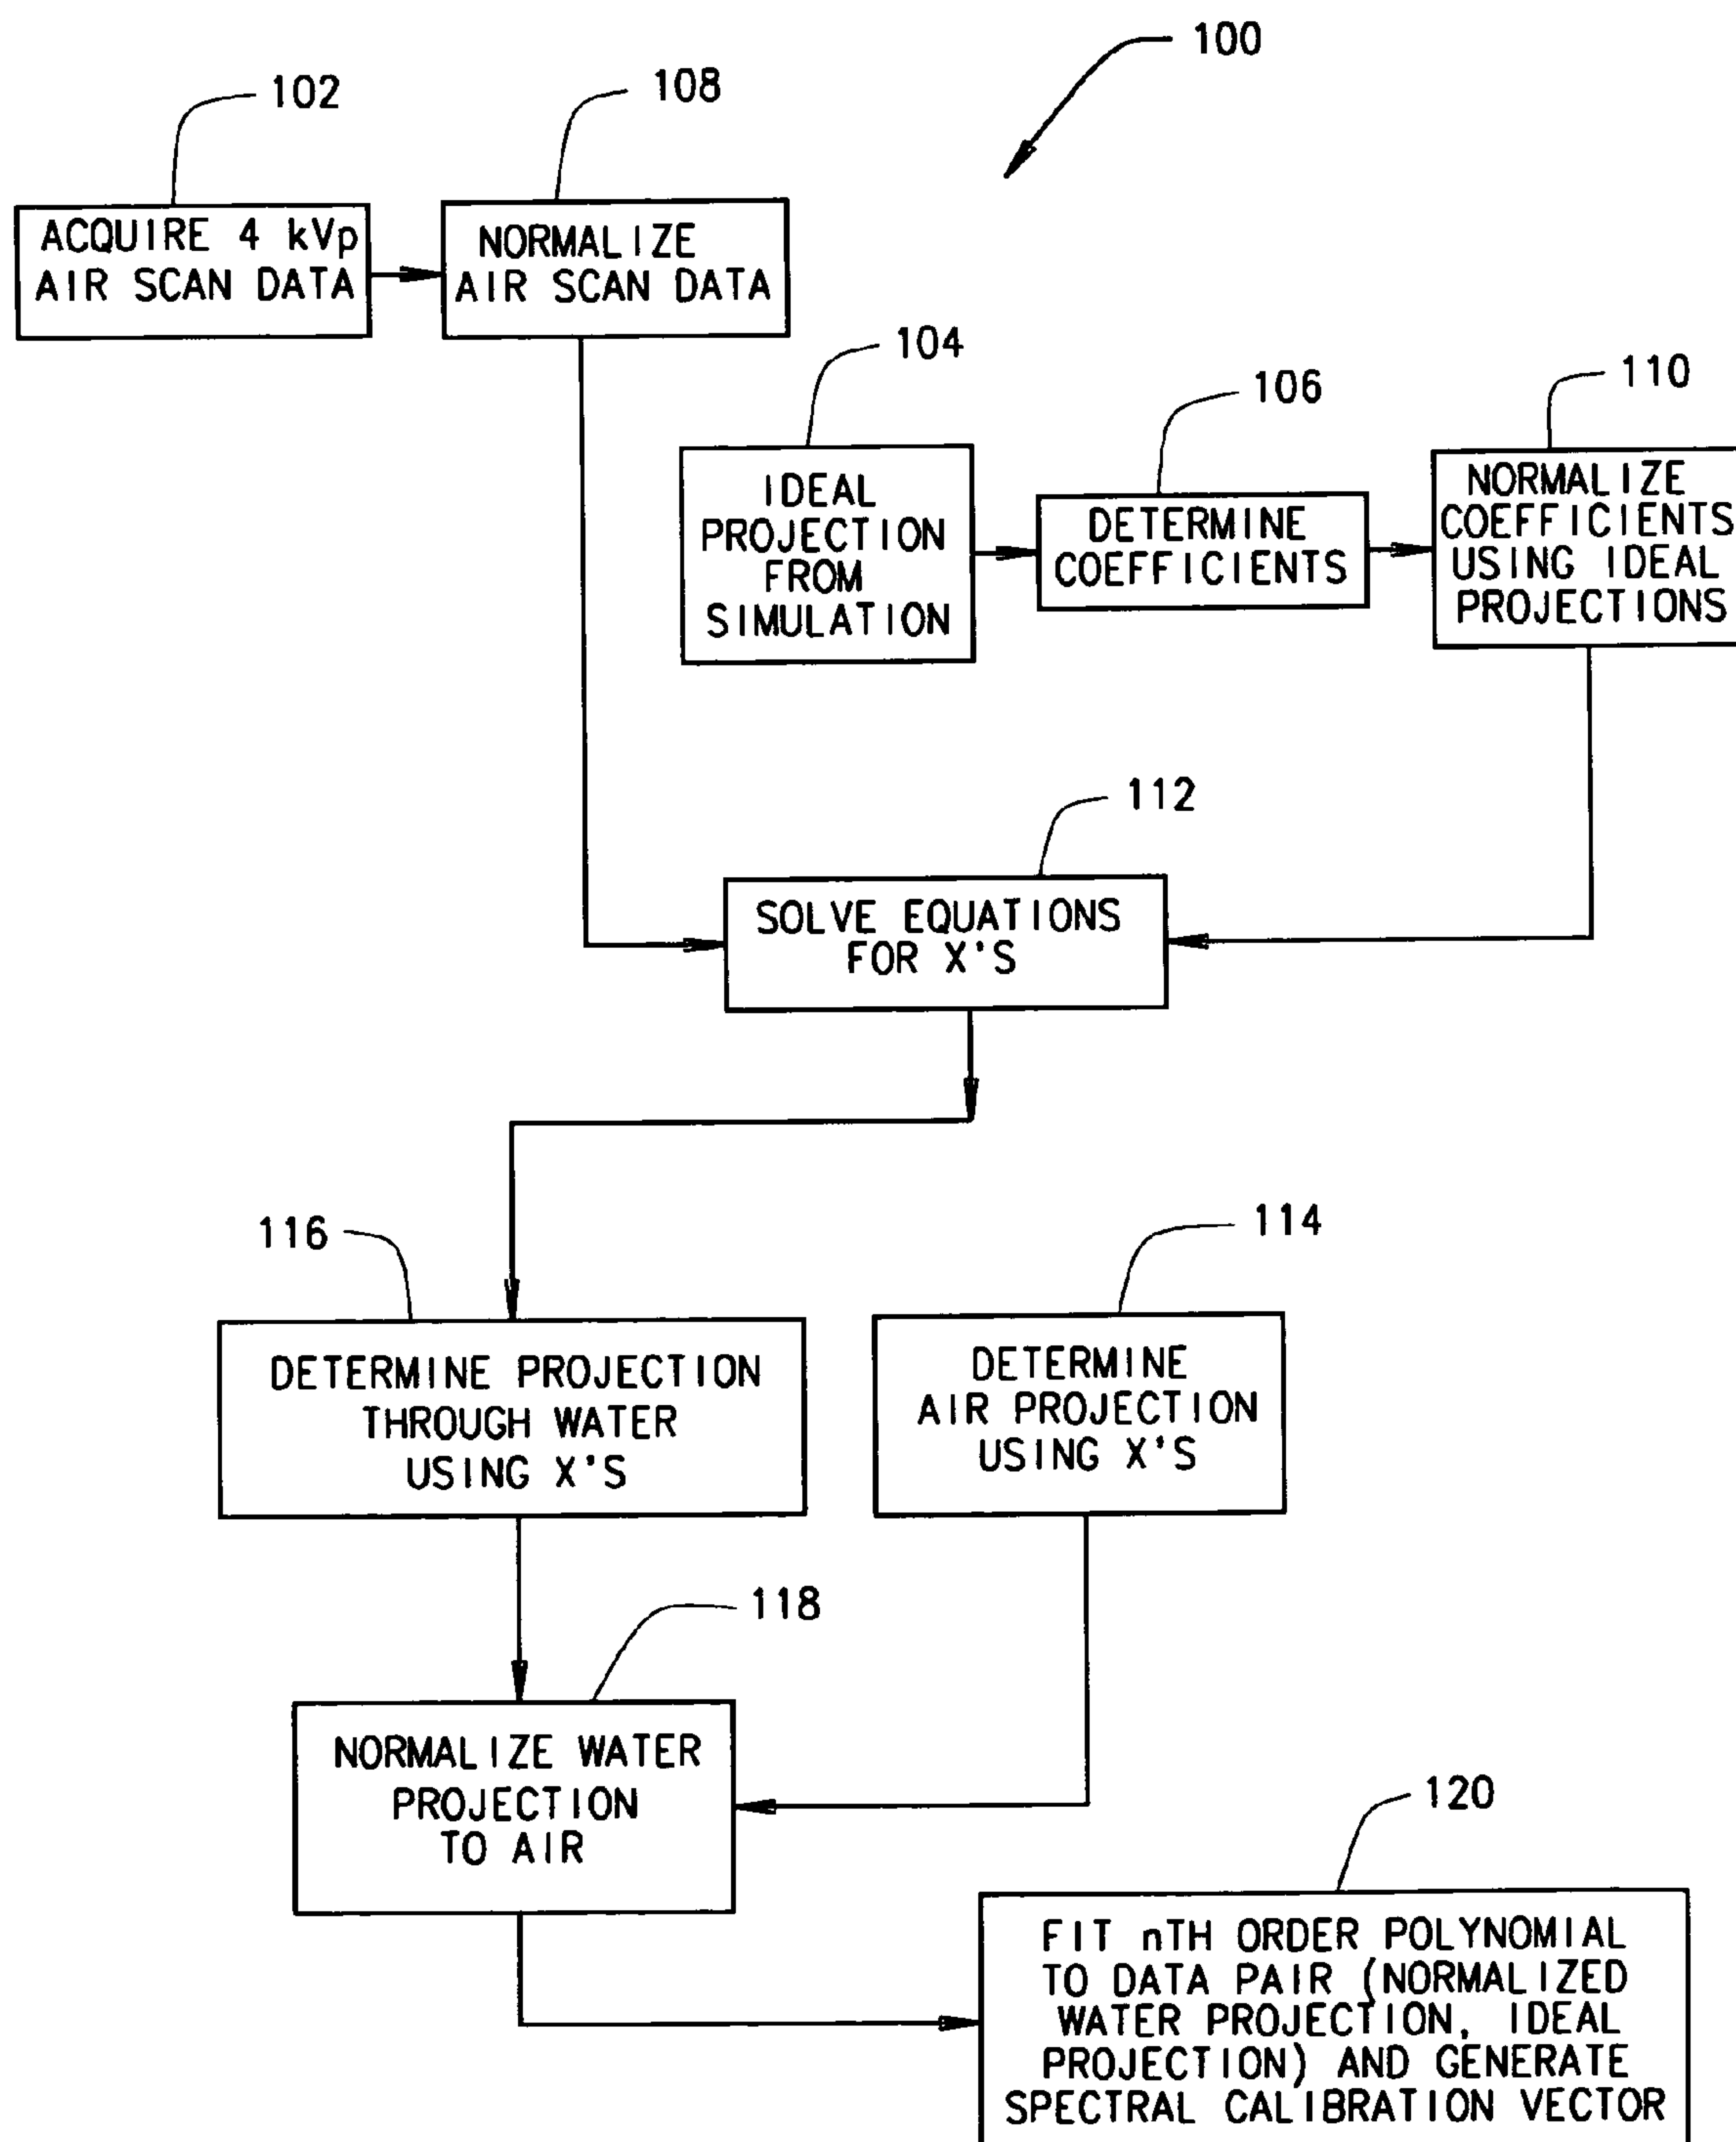 100
102
108
ACQUIRE 4 kVp
AIR SCAN DATA
NORMALIZE
AIR SCAN DATA
104
106
110
IDEAL
PROJECTION
FROM
SIMULATION
DETERMINE
COEFFICIENTS
NORMALIZE
COEFFICIENTS
USING IDEAL
PROJECTIONS
112
SOLVE EQUATIONS
FOR X'S
116
114
DETERMINE PROJECTION
THROUGH WATER
USING X'S
DETERMINE
AIR PROJECTION
USING X'S
118
NORMALIZE WATER
PROJECTION
TO AIR
120
FIT nTH ORDER POLYNOMIAL
TO DATA PAIR (NORMALIZED
WATER PROJECTION, IDEAL
PROJECTION) AND GENERATE
SPECTRAL CALIBRATION VECTOR